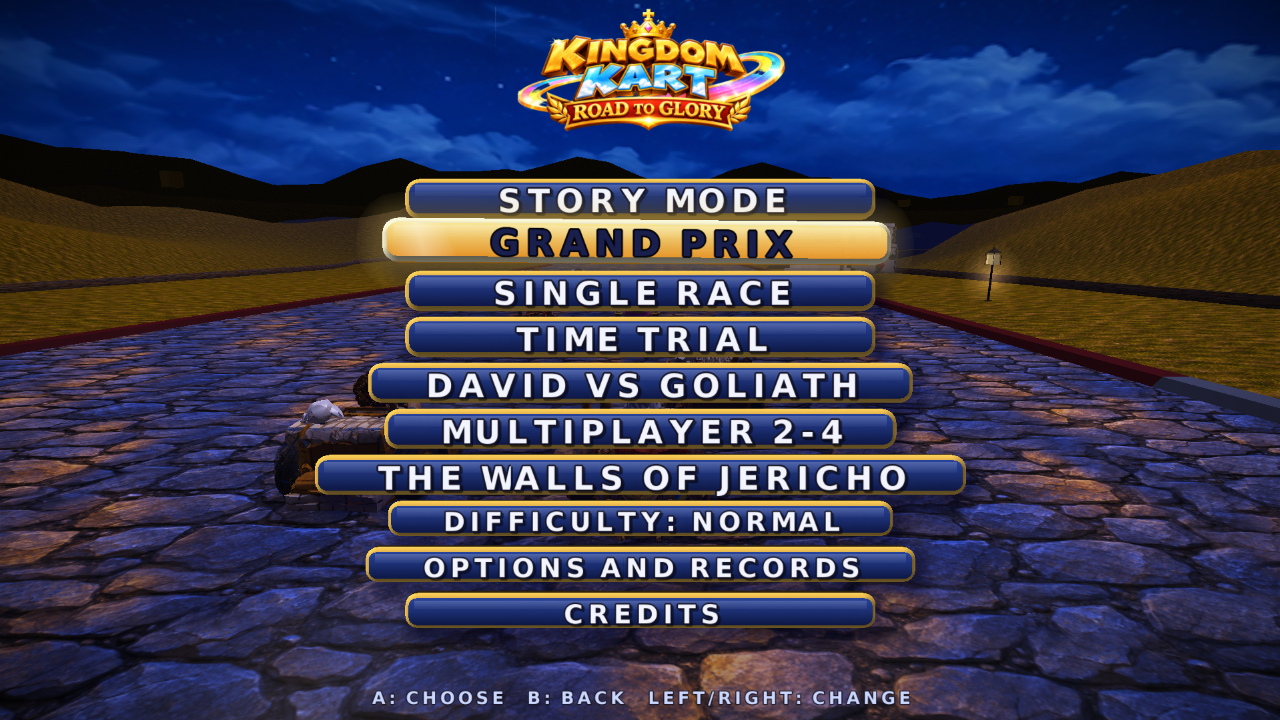 KINGDOM
KART
ROAD TO GLORY
STORY MODE
GRAND PRIX
SINGLE RACE
TIME TRIAL
DAVID VS GOLIATH
MULTIPLAYER 2-4
THE WALLS OF JERICHO
DIFFICULTY: NORMAL
OPTIONS AND RECORDS
CREDITS
A: CHOOSE B: BACK LEFT/RIGHT: CHANGE